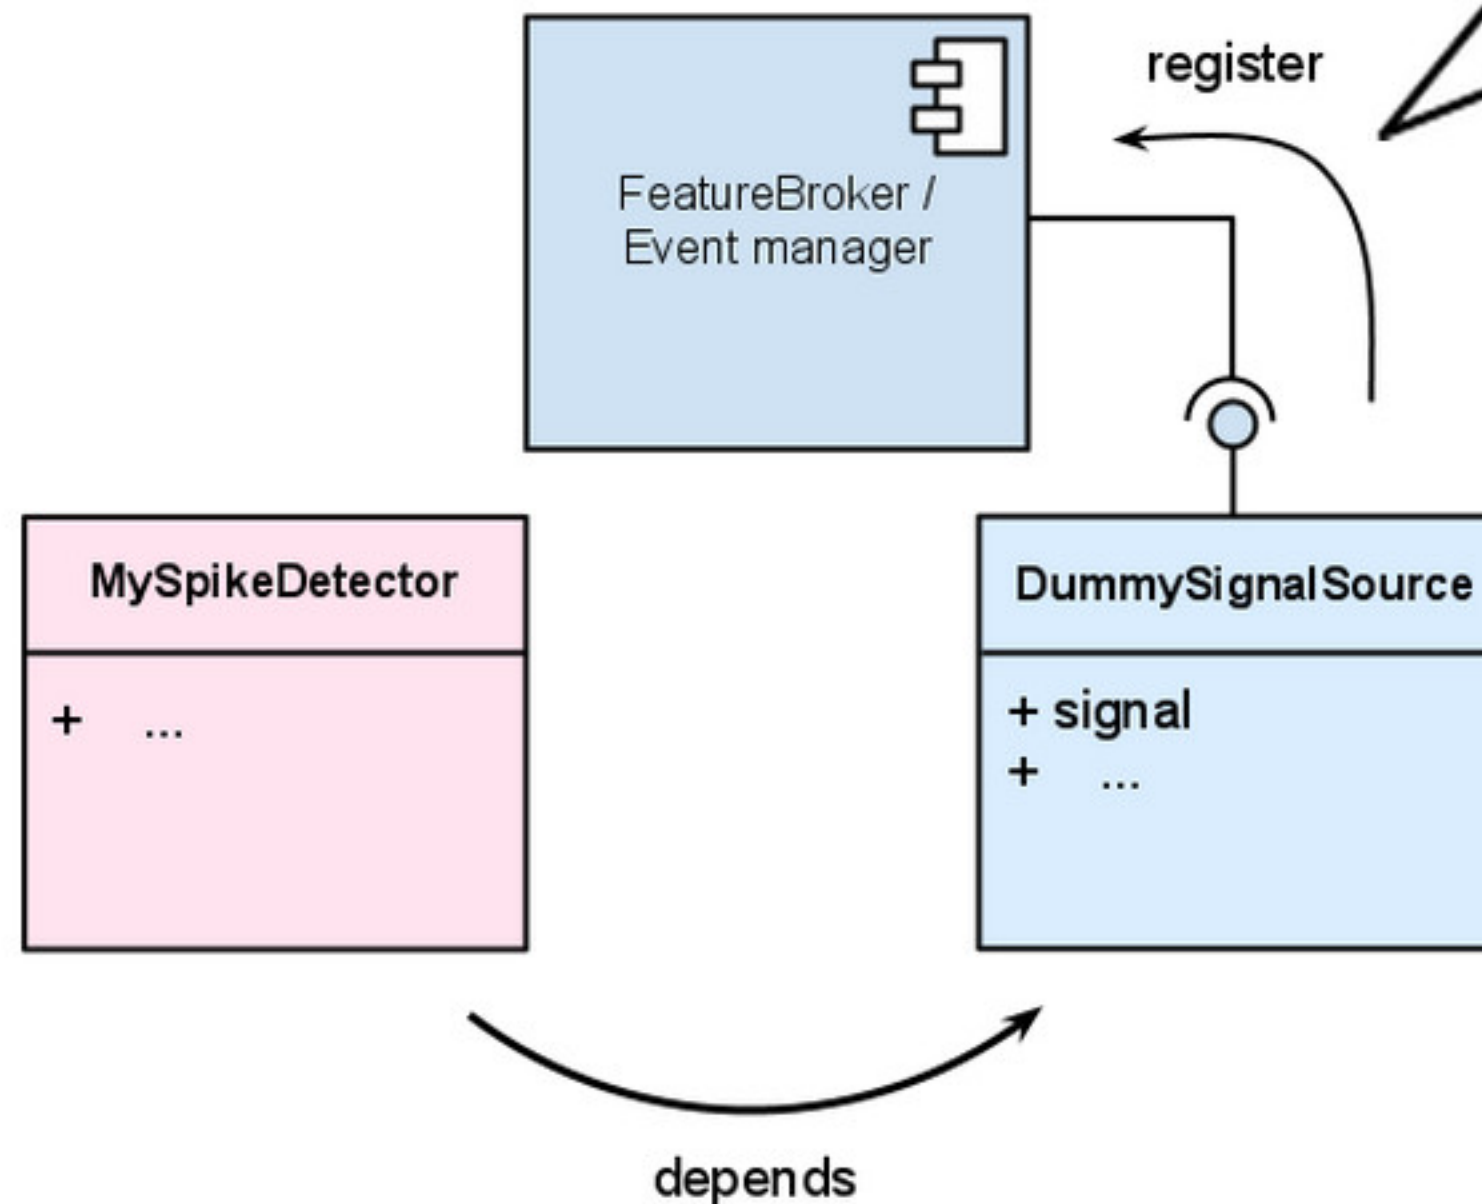 register
FeatureBroker /
Event manager
MySpikeDetector
+ ...
DummySignalSource
+ signal
+ ...
depends